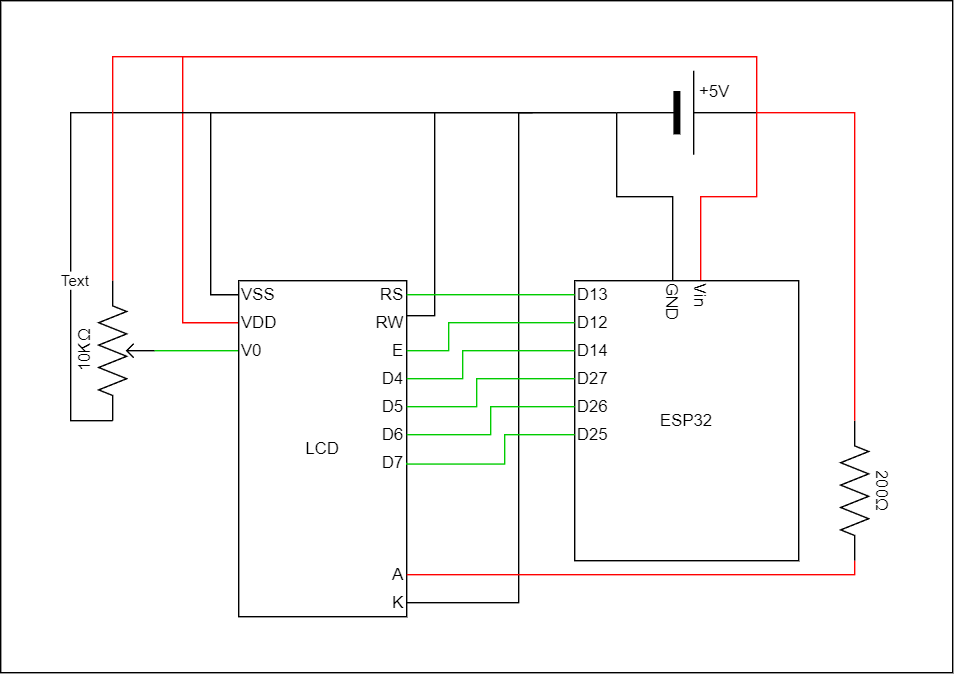 +5V
Text
10KΩ
VSS
VDD
V0
LCD
RS
RW
E
D4
D5
D6
D7
A
K
GND
Vin
D13
D12
D14
D27
D26
D25
ESP32
200Ω